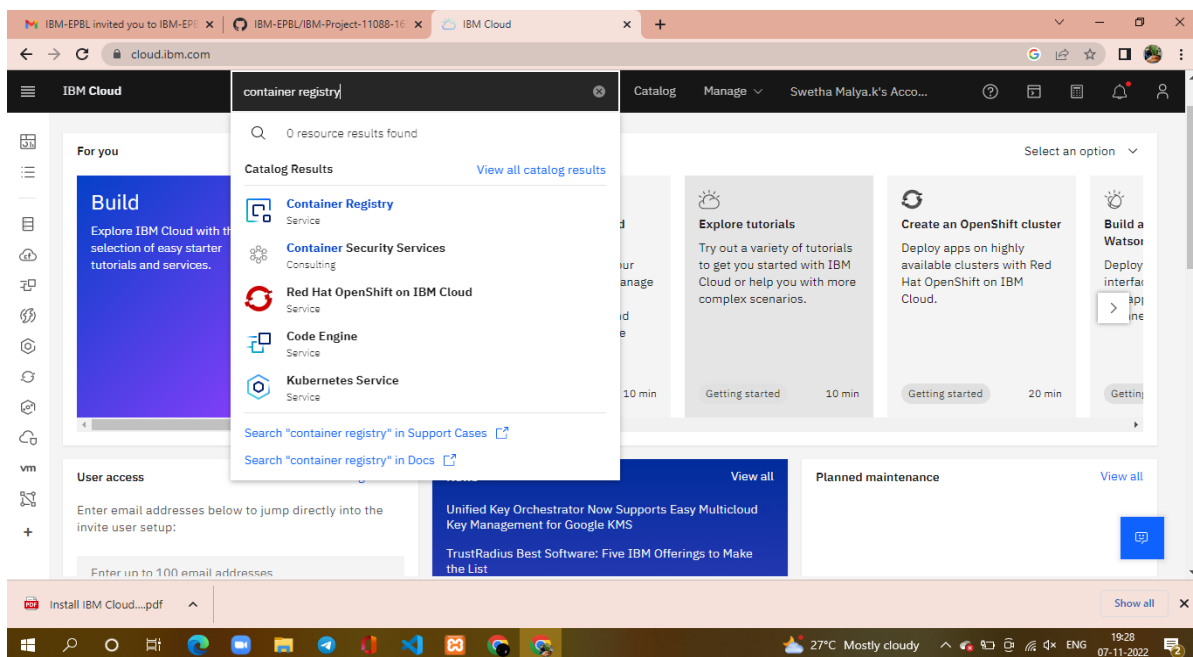 IBM-EPBL invited you to IBM-EPB
IBM-EPBL/IBM-Project-11088-16
IBM Cloud
cloud.ibm.com
IBM Cloud
container registry
Catalog
Manage
Swetha Malya.k's Acco...
0 resource results found
Catalog Results
View all catalog results
Container Registry
Service
Container Security Services
Consulting
Red Hat OpenShift on IBM Cloud
Service
Code Engine
Service
Kubernetes Service
Service
Search "container registry" in Support Cases
Search "container registry" in Docs
For you
Select an option
Build
Explore IBM Cloud with th
selection of easy starter
tutorials and services.
10 min
Explore tutorials
Try out a variety of tutorials
to get you started with IBM
Cloud or help you with more
complex scenarios.
Getting started
10 min
Create an OpenShift cluster
Deploy apps on highly
available clusters with Red
Hat OpenShift on IBM
Cloud.
Getting started
20 min
Build a
Watson
Deploy
interfac
Getting
vm
User access
Enter email addresses below to jump directly into the
invite user setup:
Enter up to 100 email addresses
View all
Unified Key Orchestrator Now Supports Easy Multicloud
Key Management for Google KMS
TrustRadius Best Software: Five IBM Offerings to Make
the List
Planned maintenance
View all
Install IBM Cloud....pdf
Show all
27°C Mostly cloudy
ENG
19:28
07-11-2022
2